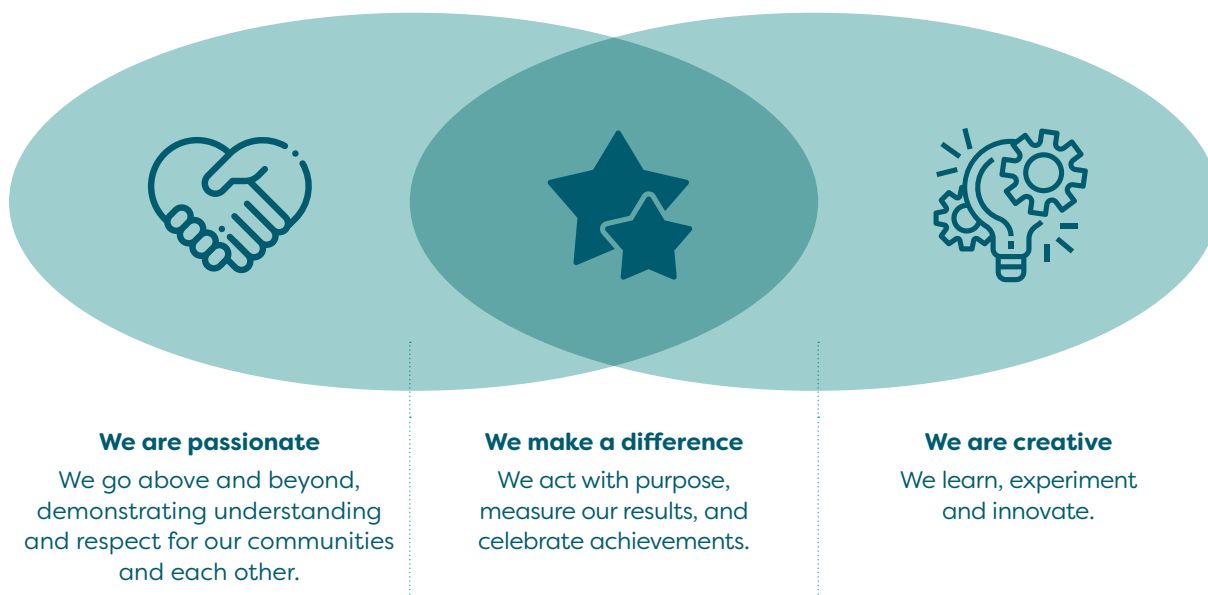 We are passionate
We go above and beyond,
demonstrating understanding
and respect for our communities
and each other.
We make a difference
We act with purpose,
measure our results, and
celebrate achievements.
We are creative
We learn, experiment
and innovate.